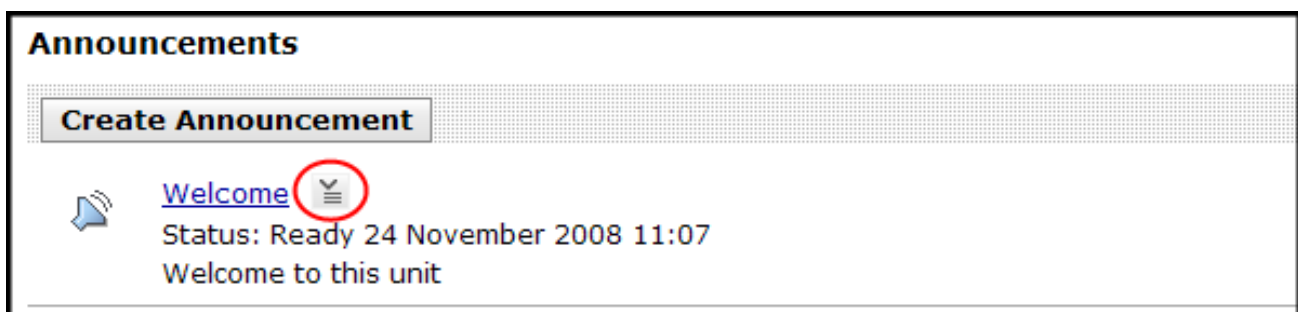 Announcements
Create Announcement
Welcome
Status: Ready 24 November 2008 11:07
Welcome to this unit